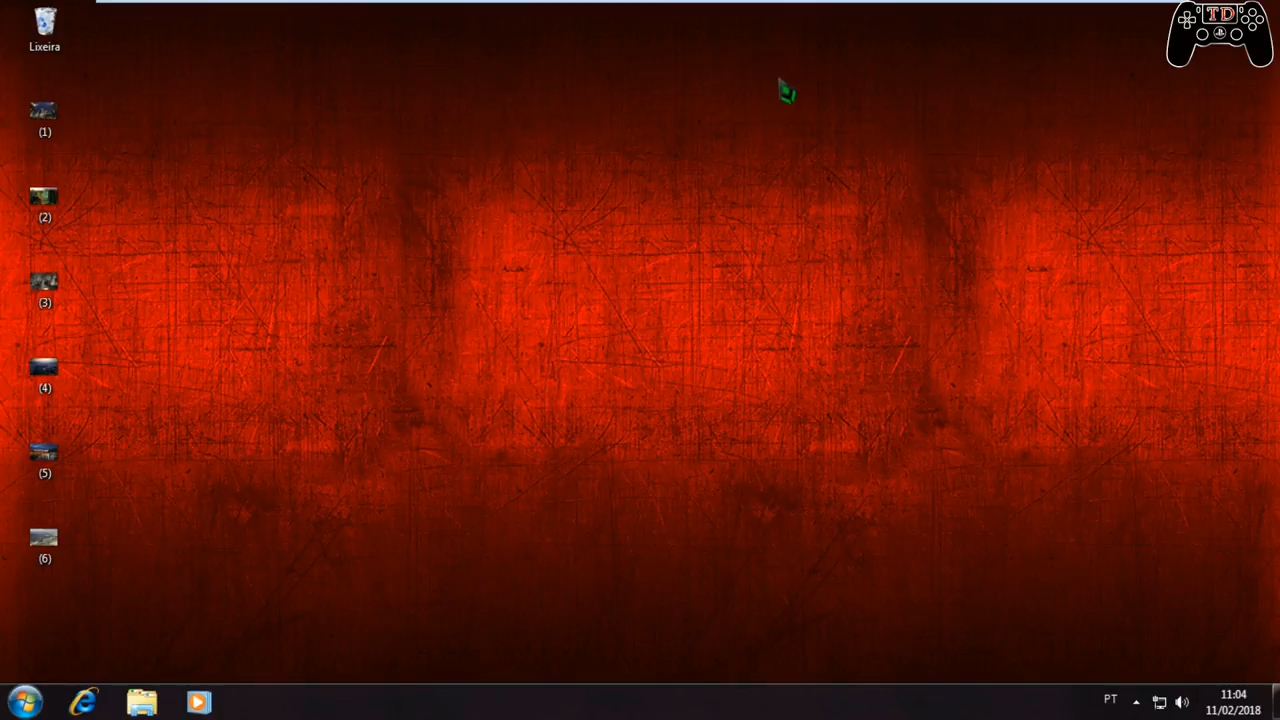 Lixeira
TD
(1)
(2)
(3)
(4)
(5)
(6)
PT
11:04
11/02/2018